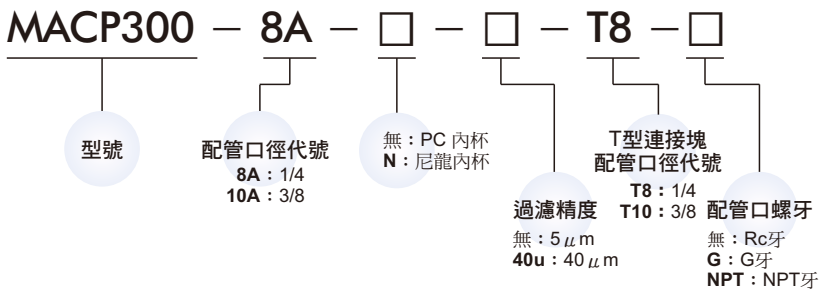 MACP300 － 8A － □ － □ － T8 － □
型號
配管口徑代號
8A：1/4
10A：3/8
無：PC 內杯
N：尼龍內杯
過濾精度
無：5μm
40u：40μm
T型連接塊
配管口徑代號
T8：1/4
T10：3/8
配管口螺牙
無：Rc牙
G：G牙
NPT：NPT牙